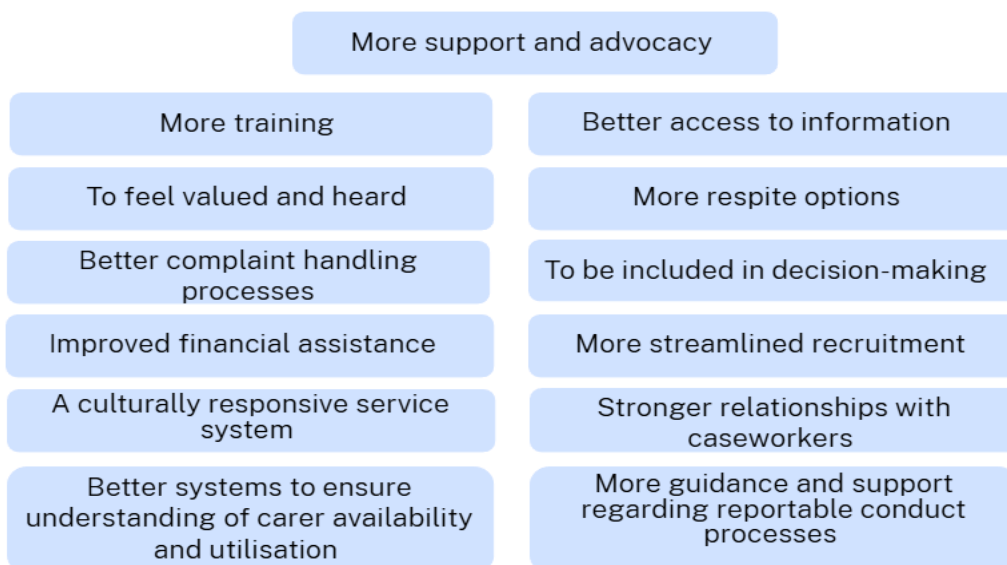 More support and advocacy
More training
Better access to information
To feel valued and heard
More respite options
Better complaint handling
processes
To be included in decision-making
Improved financial assistance
More streamlined recruitment
A culturally responsive service
system
Stronger relationships with
caseworkers
Better systems to ensure
understanding of carer availability
and utilisation
More guidance and support
regarding reportable conduct
processes